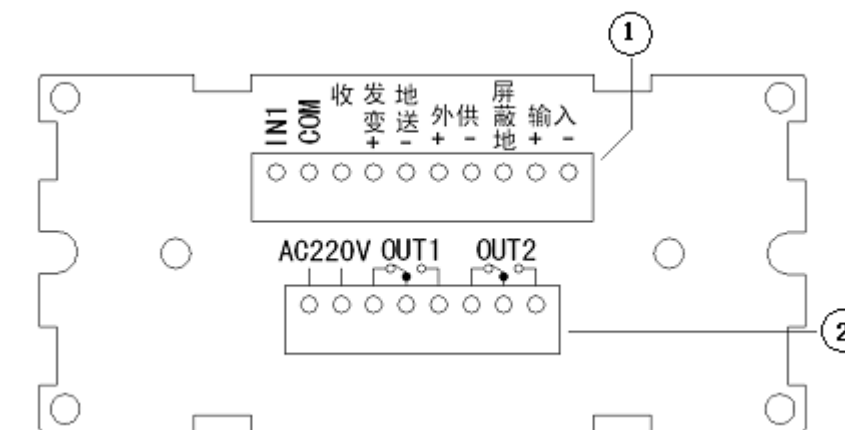 1
IN1 COM 收 发 地 外 供 屏蔽地 输 入
变 送
+ - + - + -
AC220V OUT1 OUT2
2